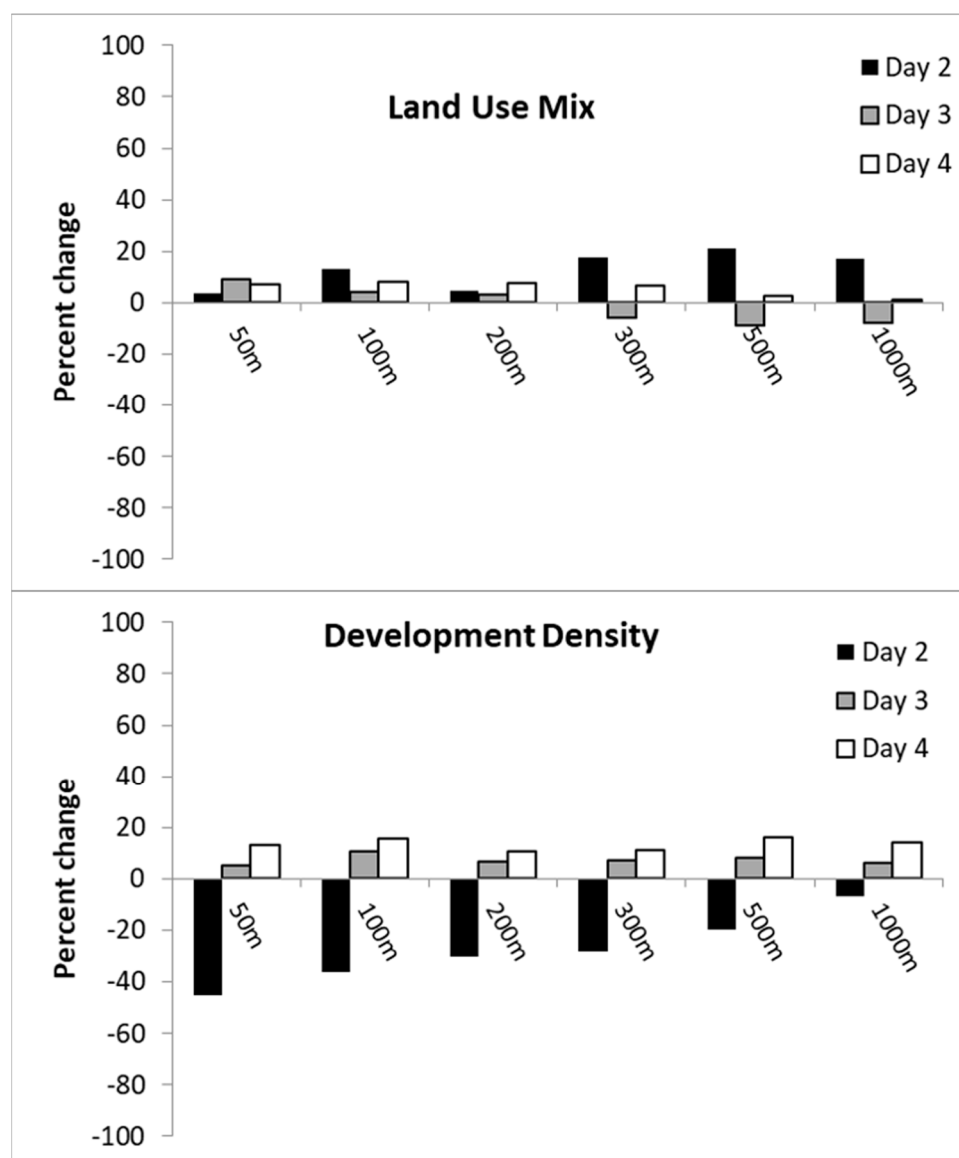 100
80
60
40
20
0
-20
-40
-60
-80
-100
Percent change
Land Use Mix
Day 2
Day 3
Day 4
50m
100m
200m
300m
500m
1000m
100
80
60
40
20
0
-20
-40
-60
-80
-100
Percent change
Development Density
Day 2
Day 3
Day 4
50m
100m
200m
300m
500m
1000m